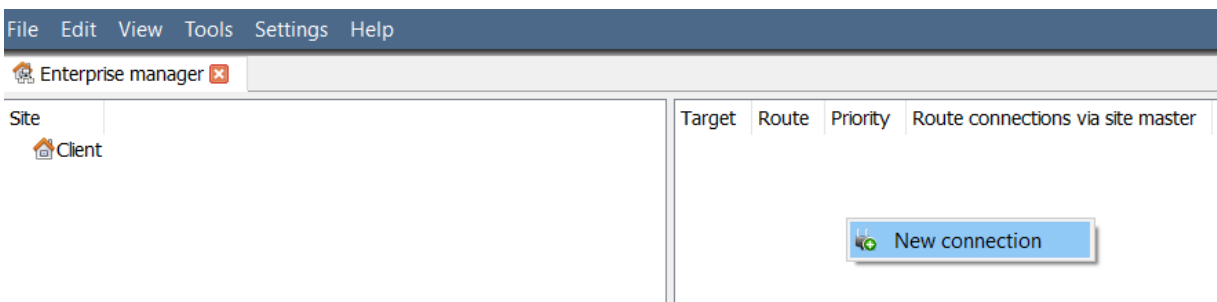 File Edit View Tools Settings Help
Enterprise manager
Site
Target Route Priority Route connections via site master
Client
New connection